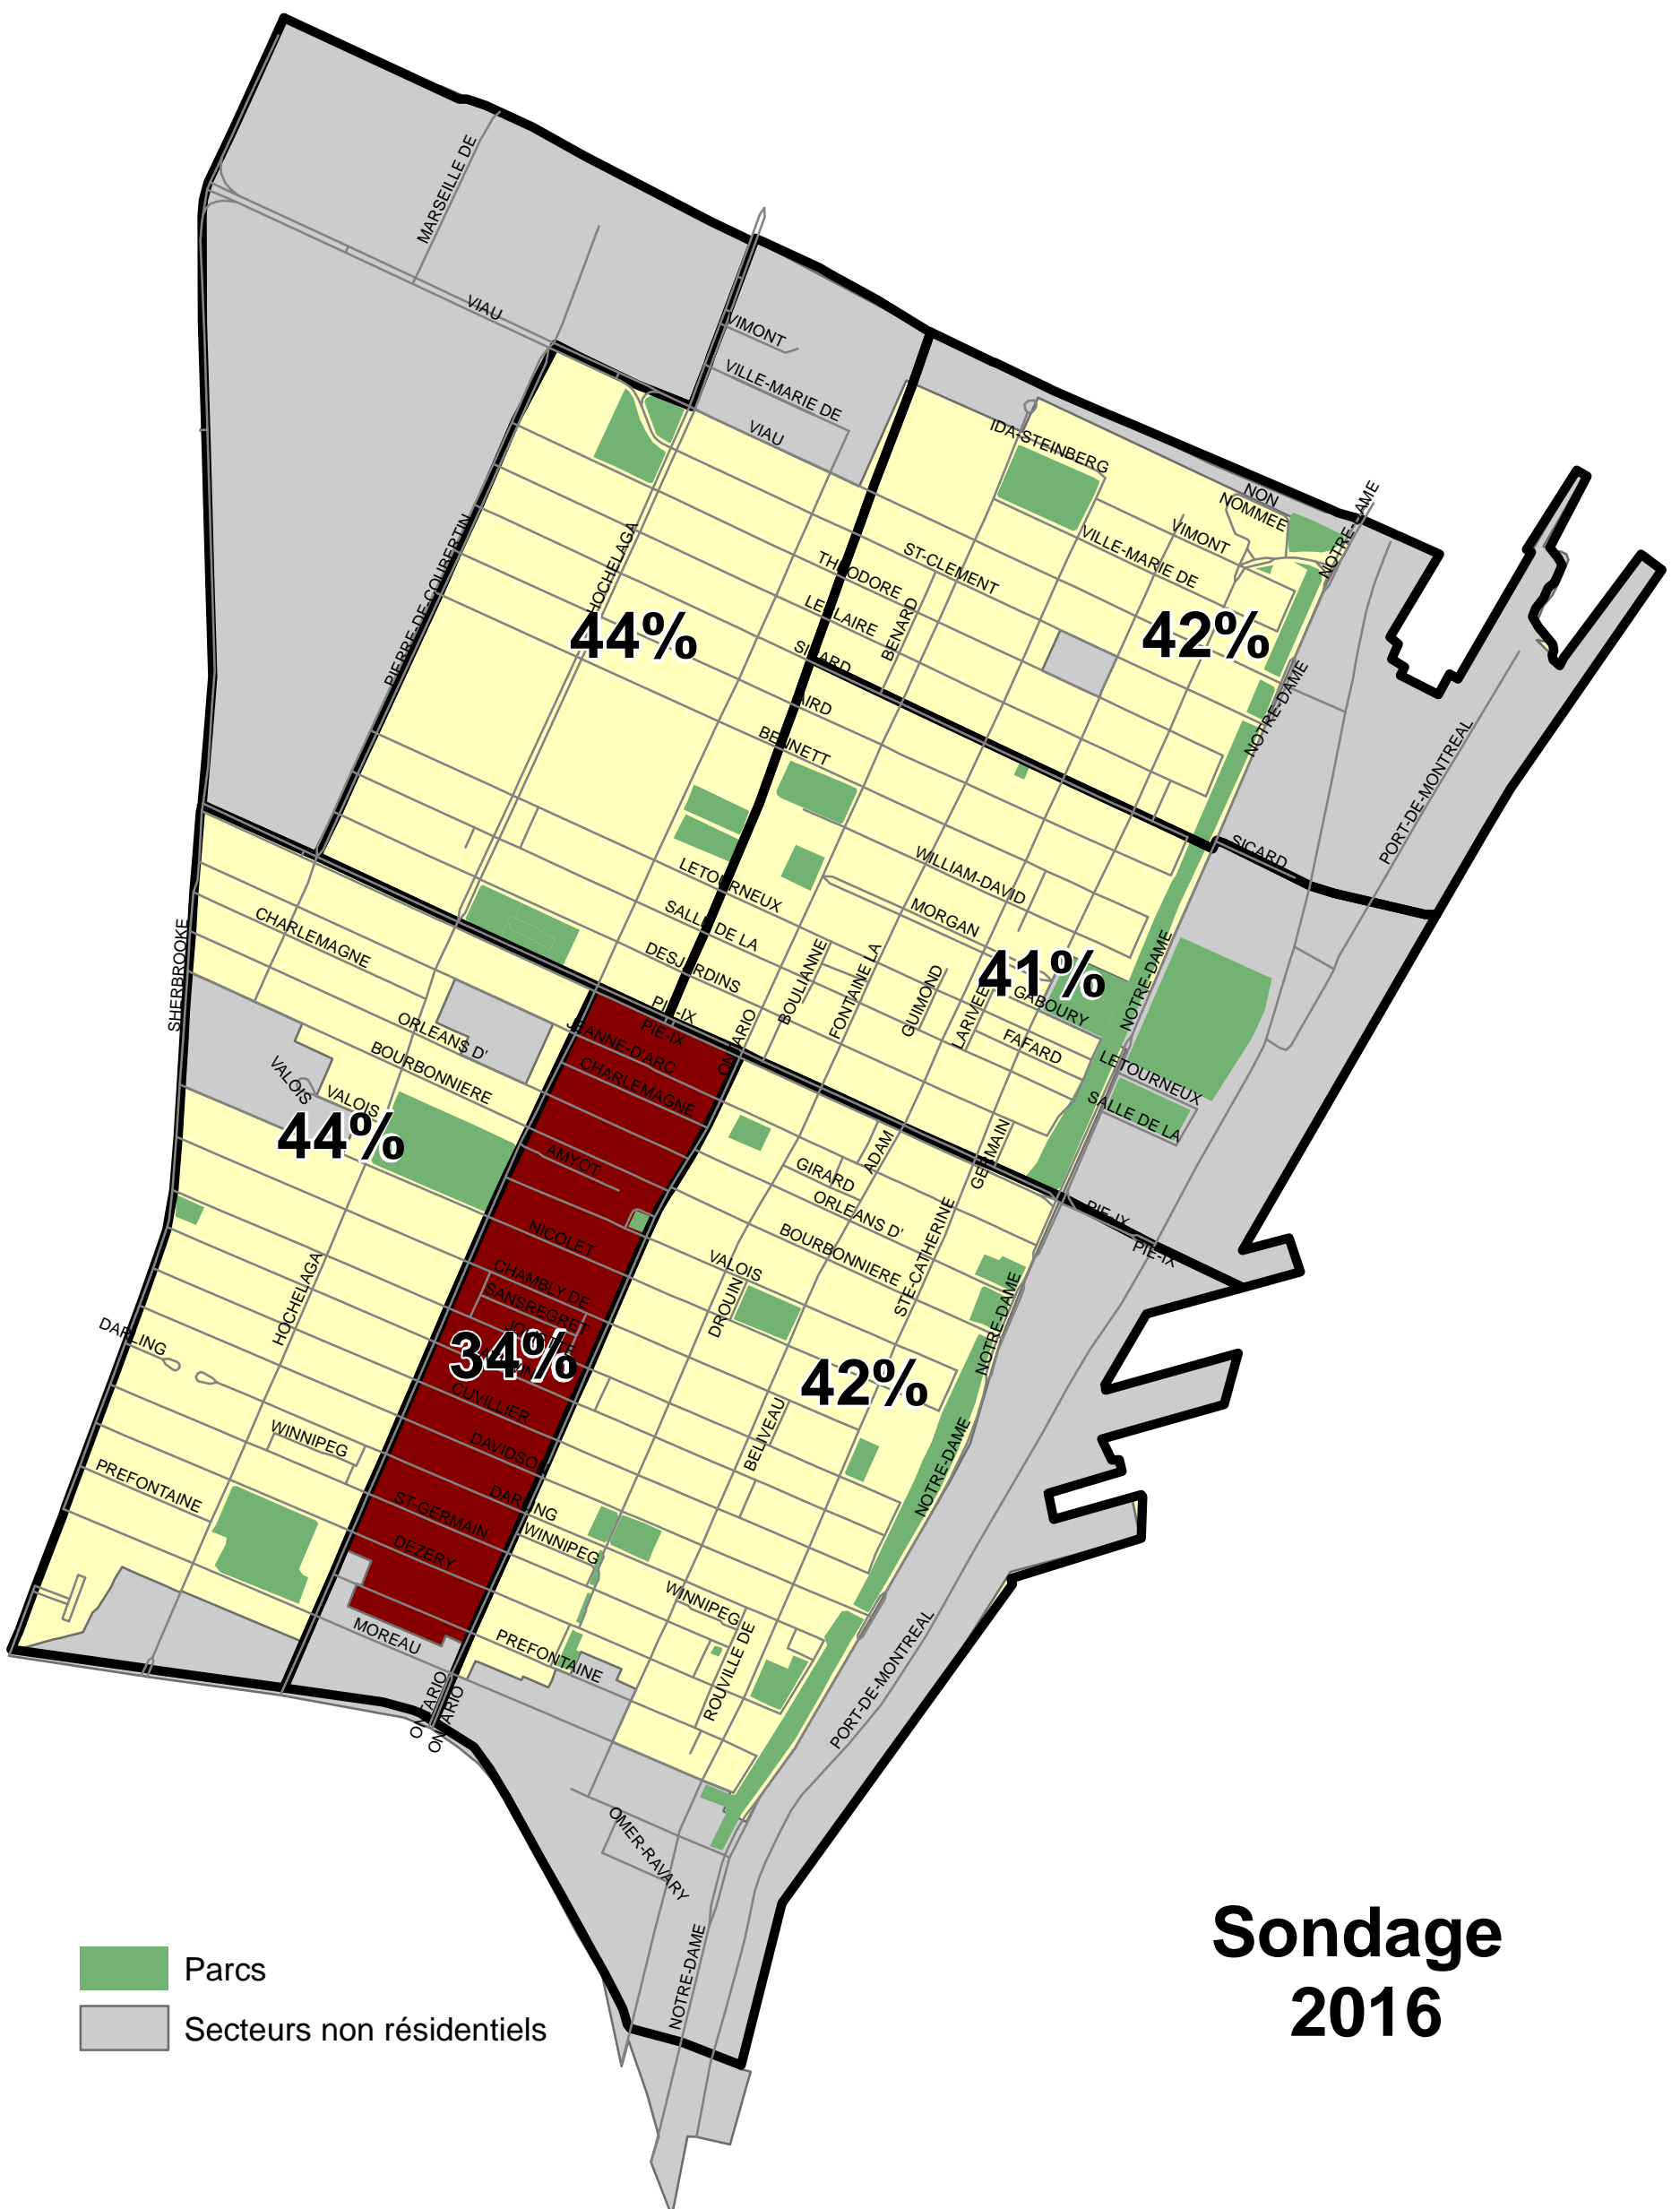 MARSEILLE DE
VIAU
VIMONT
VILLE-MARIE DE
VIAU
IDA-STEINBERG
NON
NOMMEE
NOTRE-DAME
VIMONT
VILLE-MARIE DE
PIERRE-DE-COUBERTIN
HOCHELAGA
THEODORE
ST-CLEMENT
LECLAIRE
BENARD
44%
42%
SICARD
AIRD
BENNETT
NOTRE-DAME
PORT-DE-MONTREAL
SICARD
WILLIAM-DAVID
LETOURNEUX
MORGAN
SALLE DE LA
DESJARDINS
BOULIANNE
FONTAINE LA
GUIMOND
LARIVEE
41%
GABOURY
FAFARD
NOTRE-DAME
LETOURNEUX
SALLE DE LA
SHERBROOKE
CHARLEMAGNE
ORLEANS D'
BOURBONNIERE
VALOIS
VALOIS
44%
PIE-IX
PIE-IX
JEANNE-D'ARC
CHARLEMAGNE
ONTARIO
AMYOT
GIRARD
ADAM
GERMAIN
ORLEANS D'
BOURBONNIERE
STE-CATHERINE
PIE-IX
PIE-IX
NICOLET
CHAMBLY DE
SANSREGRET
JOLIETTE
34%
CUVILLIER
DAVIDSON
VALOIS
DROUIN
NOTRE-DAME
42%
HOCHELAGA
DARLING
WINNIPEG
PREFONTAINE
ST-GERMAIN
DEZERY
DARLING
WINNIPEG
BELIVEAU
NOTRE-DAME
WINNIPEG
ROUVILLE DE
MOREAU
PREFONTAINE
ONTARIO
ONTARIO
PORT-DE-MONTREAL
OMER-RAVARY
NOTRE-DAME
Parcs
Secteurs non résidentiels
Sondage
2016